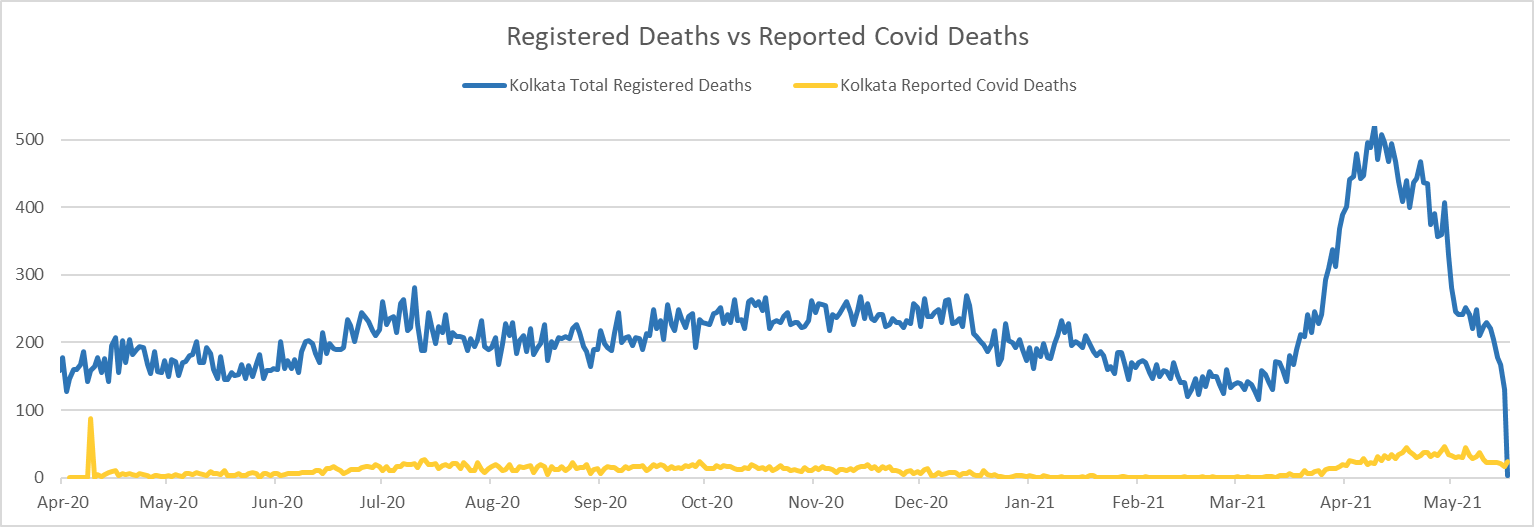 Registered Deaths vs Reported Covid Deaths
Kolkata Total Registered Deaths Kolkata Reported Covid Deaths
500
400
300
200
100
0
Apr-20 May-20 Jun-20 Jul-20 Aug-20 Sep-20 Oct-20 Nov-20 Dec-20 Jan-21 Feb-21 Mar-21 Apr-21 May-21